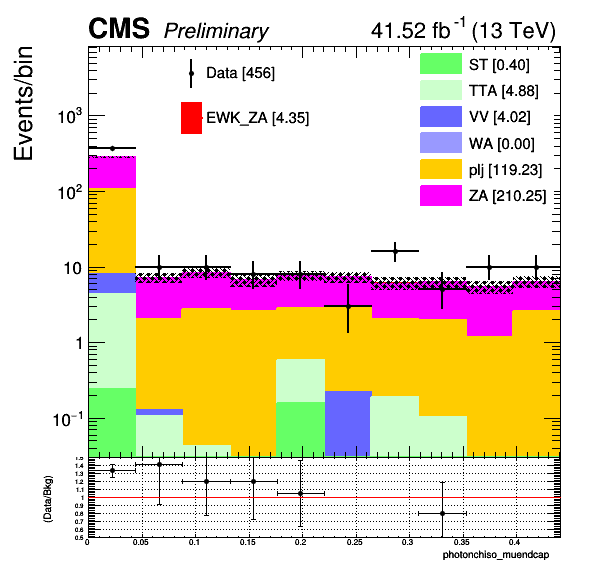 CMS Preliminary 41.52 fb⁻¹ (13 TeV)
Events/bin
Data [456]
EWK_ZA [4.35]
ST [0.40]
TTA [4.88]
VV [4.02]
WA [0.00]
plj [119.23]
ZA [210.25]
10³
10²
10
1
10⁻¹
(Data/Bkg)
1.5
1.4
1.3
1.2
1.1
1
0.9
0.8
0.7
0.6
0.5
0 0.05 0.1 0.15 0.2 0.25 0.3 0.35 0.4
photonchiso_muendcap